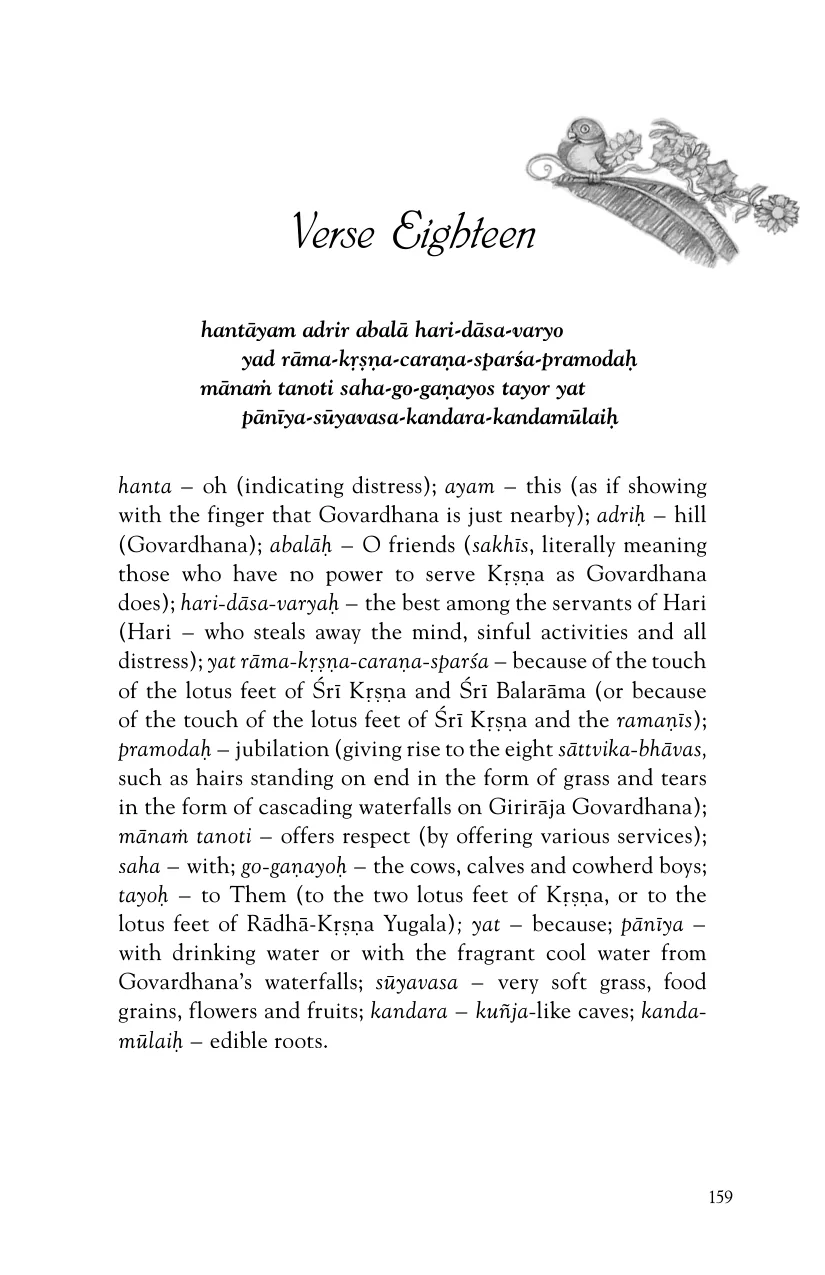 Verse Eighteen
hantāyam adrir abalā hari-dāsa-varyo
yad rāma-kṛṣṇa-caraṇa-sparśa-pramodaḥ
mānaṁ tanoti saha-go-gaṇayos tayor yat
pānīya-sūyavasa-kandara-kandamūlaiḥ
hanta – oh (indicating distress); ayam – this (as if showing
with the finger that Govardhana is just nearby); adriḥ – hill
(Govardhana); abalāḥ – O friends (sakhīs, literally meaning
those who have no power to serve Kṛṣṇa as Govardhana
does); hari-dāsa-varyaḥ – the best among the servants of Hari
(Hari – who steals away the mind, sinful activities and all
distress); yat rāma-kṛṣṇa-caraṇa-sparśa – because of the touch
of the lotus feet of Śrī Kṛṣṇa and Śrī Balarāma (or because
of the touch of the lotus feet of Śrī Kṛṣṇa and the ramaṇīs);
pramodaḥ – jubilation (giving rise to the eight sāttvika-bhāvas,
such as hairs standing on end in the form of grass and tears
in the form of cascading waterfalls on Girirāja Govardhana);
mānaṁ tanoti – offers respect (by offering various services);
saha – with; go-gaṇayoḥ – the cows, calves and cowherd boys;
tayoḥ – to Them (to the two lotus feet of Kṛṣṇa, or to the
lotus feet of Rādhā-Kṛṣṇa Yugala); yat – because; pānīya –
with drinking water or with the fragrant cool water from
Govardhana's waterfalls; sūyavasa – very soft grass, food
grains, flowers and fruits; kandara – kuñja-like caves; kanda-
mūlaiḥ – edible roots.
159